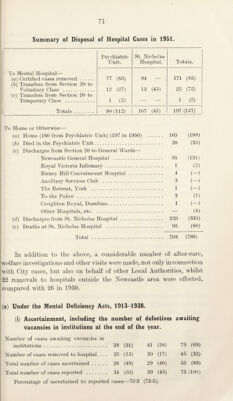 71
Summary of Disposal of Hospital Cases in 1951.
Psychiatric Unit. St. Nicholas Hospital. Totals.
To Mental Hospital—
(a) Certified cases removed ...... 77 (83) 94 — 171 (83)
(b) Transfers from Section 20 to
Voluntary Class ............ 12 (27) 13 (45) 25 (72)
(c) Transfers from Section 20 to
Temporary Class ............ 1 (2) — — 1 (2)
Totals ........ 90 (112) 107 (45) 197 (157)
To Home or Otherwise—
(a) Home (160 from Psychiatric Unit) (197 in 1950) ...... 165 (199)
(b) Died in the Psychiatric Unit ........................ 20 (35)
(c) Discharges from Section 20 to General Wards—
Newcastle General Hospital .................. 95 (131)
Royal Victoria Infirmary ..................... 1 (2)
Birney Hill Convalescent Hospital ............ 4 (—)
Ancillary Services Club ...................... 3 (—)
The Retreat, York ........................... 1 (—)
To the Police ................................ 3 (1)
Creighton Royal, Dumfries .................... 1 (—)
Other Hospitals, etc. ........................ — (4)
(d) Discharges from St. Nicholas Hospital ............... 320 (330)
(e) Deaths at St. Nicholas Hospital ..................... 95 (86)
Total ........................ 708 (788)
In addition to the above, a considerable number of after-care,
welfare investigations and other visits were made, not only in connection
with City cases, but also on behalf of other Local Authorities, whilst
22 removals to hospitals outside the Newcastle area were effected,
compared with 26 in 1950.
(e) Under the Mental Deficiency Acts, 1913-1938.
(i) Ascertainment, including the number of defectives awaiting
vacancies in institutions at the end of the year.
Number of cases awaiting vacancies in
institutions ..................... 38 (31) 41 (38) 79 (69)
Number of cases removed to hospital.... 25 (15) 20 (17) 45 (32)
Total number of cases ascertained ...... 26 (49) 29 (40) 55 (89)
Total number of cases reported ........ 34 (55) 39 (45) 73 (100)
Percentage of ascertained to reported cases—75·3 (73·5).